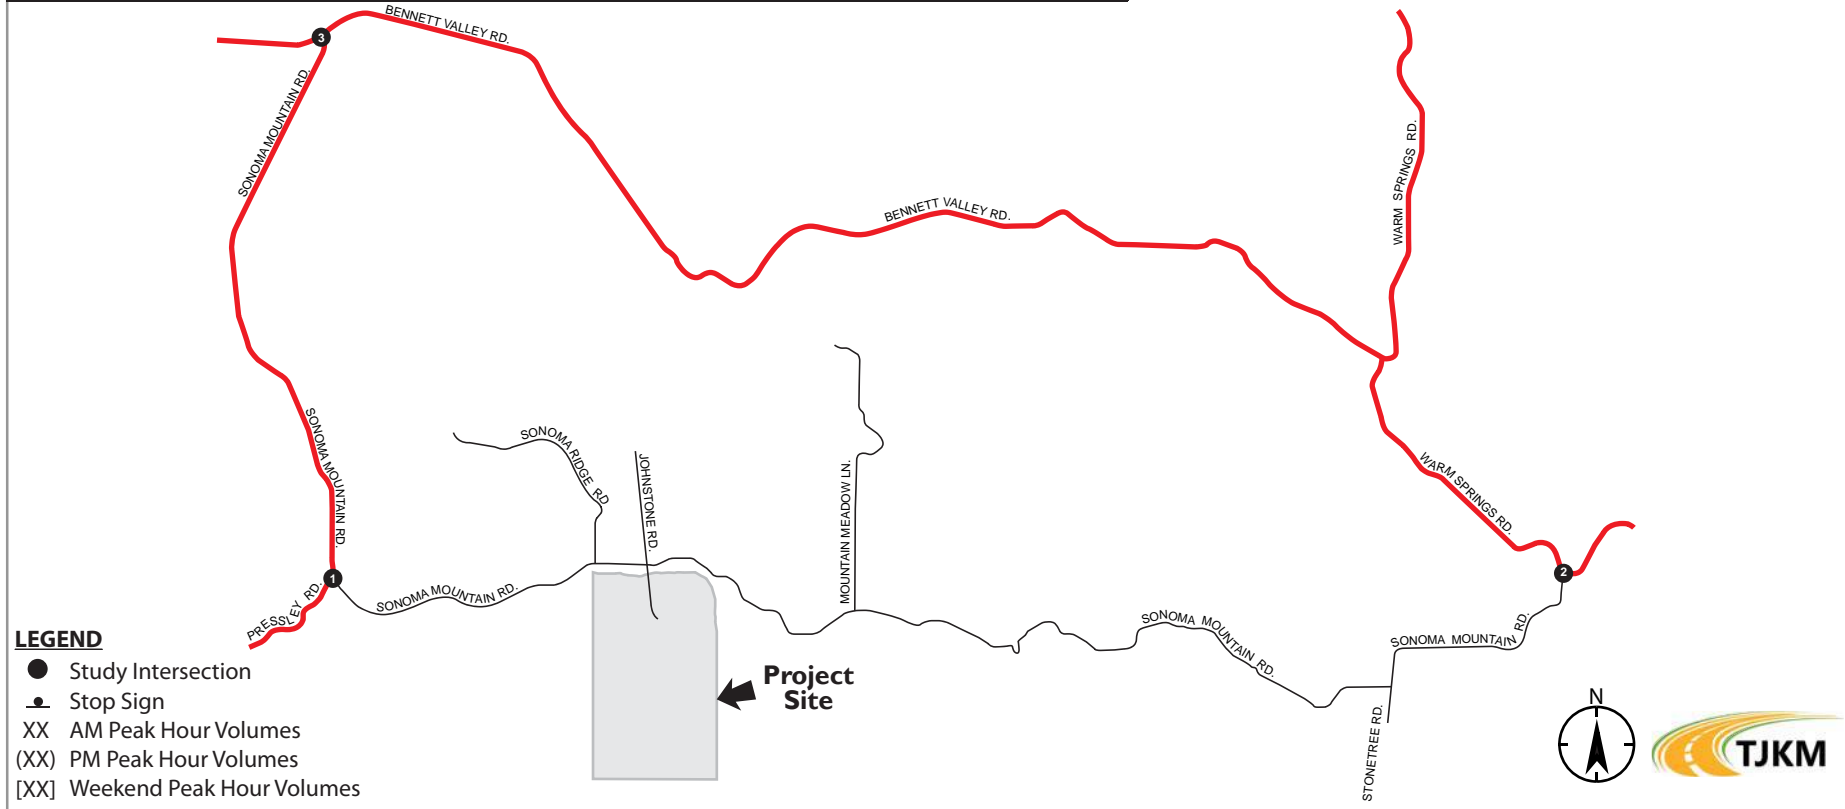 3
BENNETT VALLEY RD.
SONOMA MOUNTAIN RD.
WARM SPRINGS RD.
BENNETT VALLEY RD.
SONOMA MOUNTAIN RD.
SONOMA RIDGE RD
JOHNSTONE RD.
MOUNTAIN MEADOW LN.
WARM SPRINGS RD.
1
2
PRESSLEY RD.
SONOMA MOUNTAIN RD.
SONOMA MOUNTAIN RD.
SONOMA MOUNTAIN RD.
STONETREE RD.
Project
Site
LEGEND
Study Intersection
Stop Sign
XX AM Peak Hour Volumes
(XX) PM Peak Hour Volumes
[XX] Weekend Peak Hour Volumes
N
TJKM